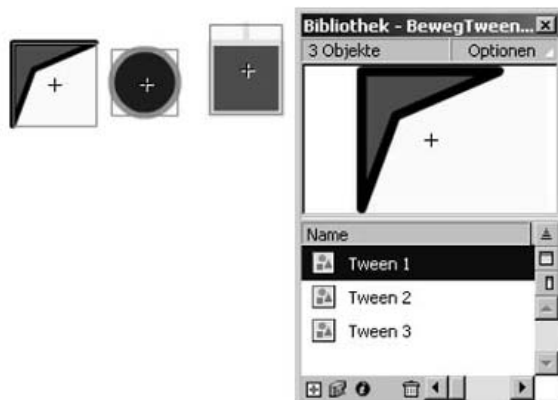 Bibliothek - BewegTween...
3 Objekte Optionen
Name
Tween 1
Tween 2
Tween 3